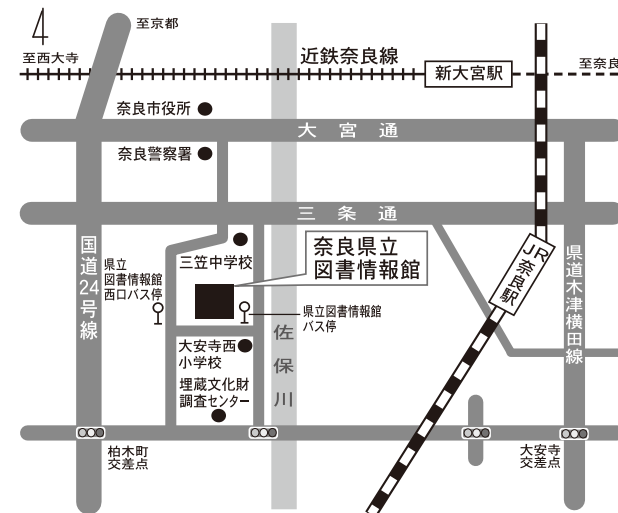 4
至京都
至西大寺
近鉄奈良線
新大宮駅
至奈良
奈良市役所
大宮通
奈良警察署
三条通
国道24号線
県立
図書情報館
西口バス停
三笠中学校
奈良県立
図書情報館
JR奈良駅
県道木津横田線
県立図書情報館
バス停
佐保川
大安寺西
小学校
埋蔵文化財
調査センター
柏木町
交差点
大安寺
交差点